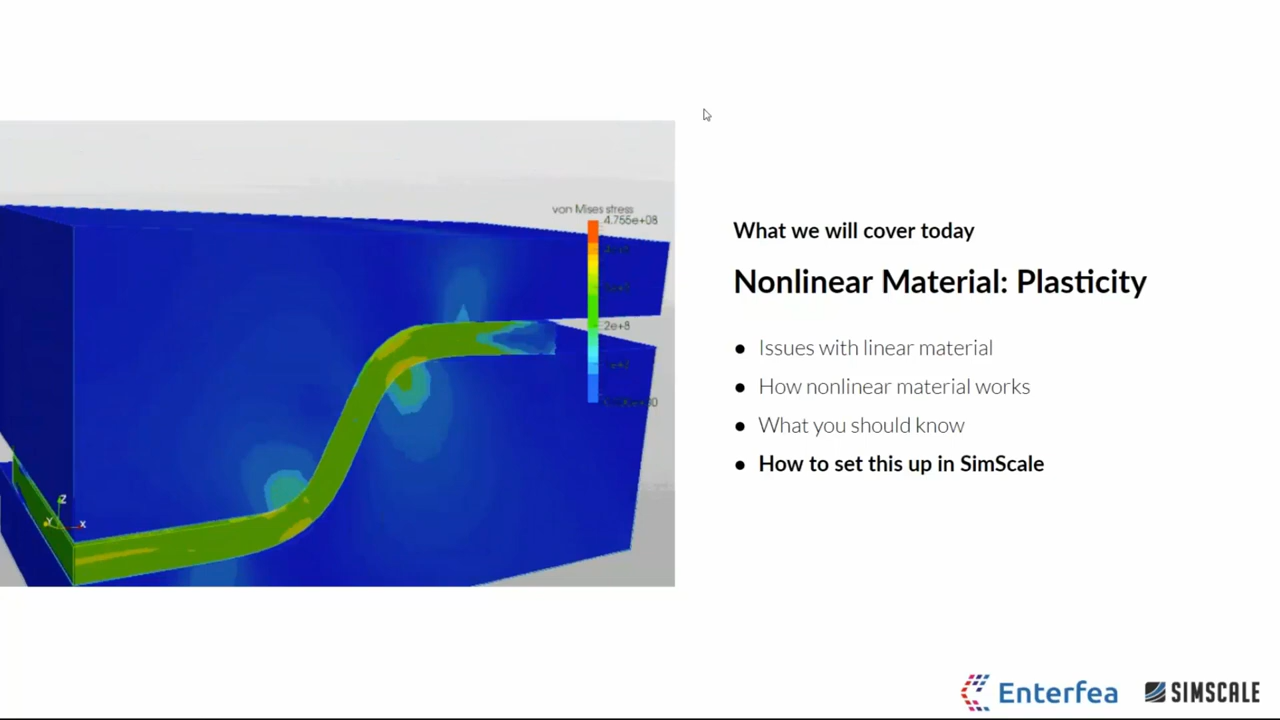 von Mises stress
4.755e+08
2e+8
Z
Y
x
What we will cover today
Nonlinear Material: Plasticity
● Issues with linear material
● How nonlinear material works
● What you should know
● How to set this up in SimScale
Enterfea
SIMSCALE